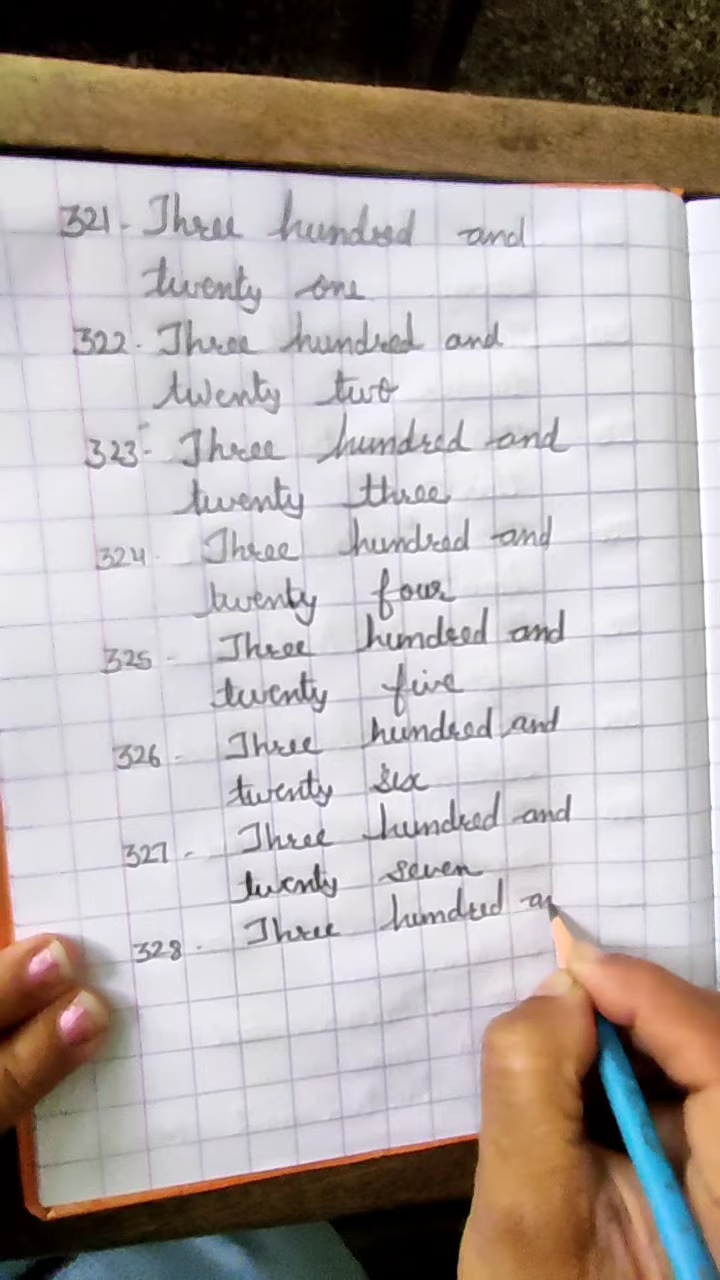 321- Three hundred and
twenty one
322. Three hundred and
twenty two
323- Three hundred and
twenty three
324. Three hundred and
twenty four
325- Three hundred and
twenty five
326- Three hundred and
twenty six
327- Three hundred and
twenty seven
328- Three hundred